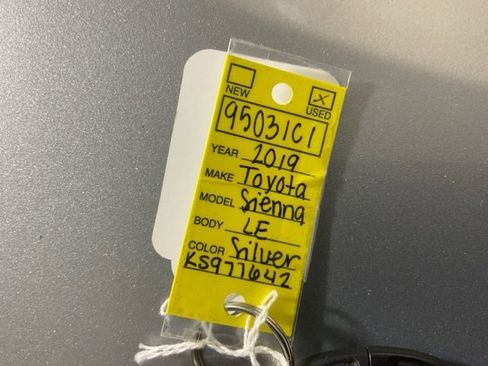 NEW USED
95031C1
YEAR 2019
MAKE Toyota
MODEL Sienna
BODY LE
COLOR Silver
KS977642